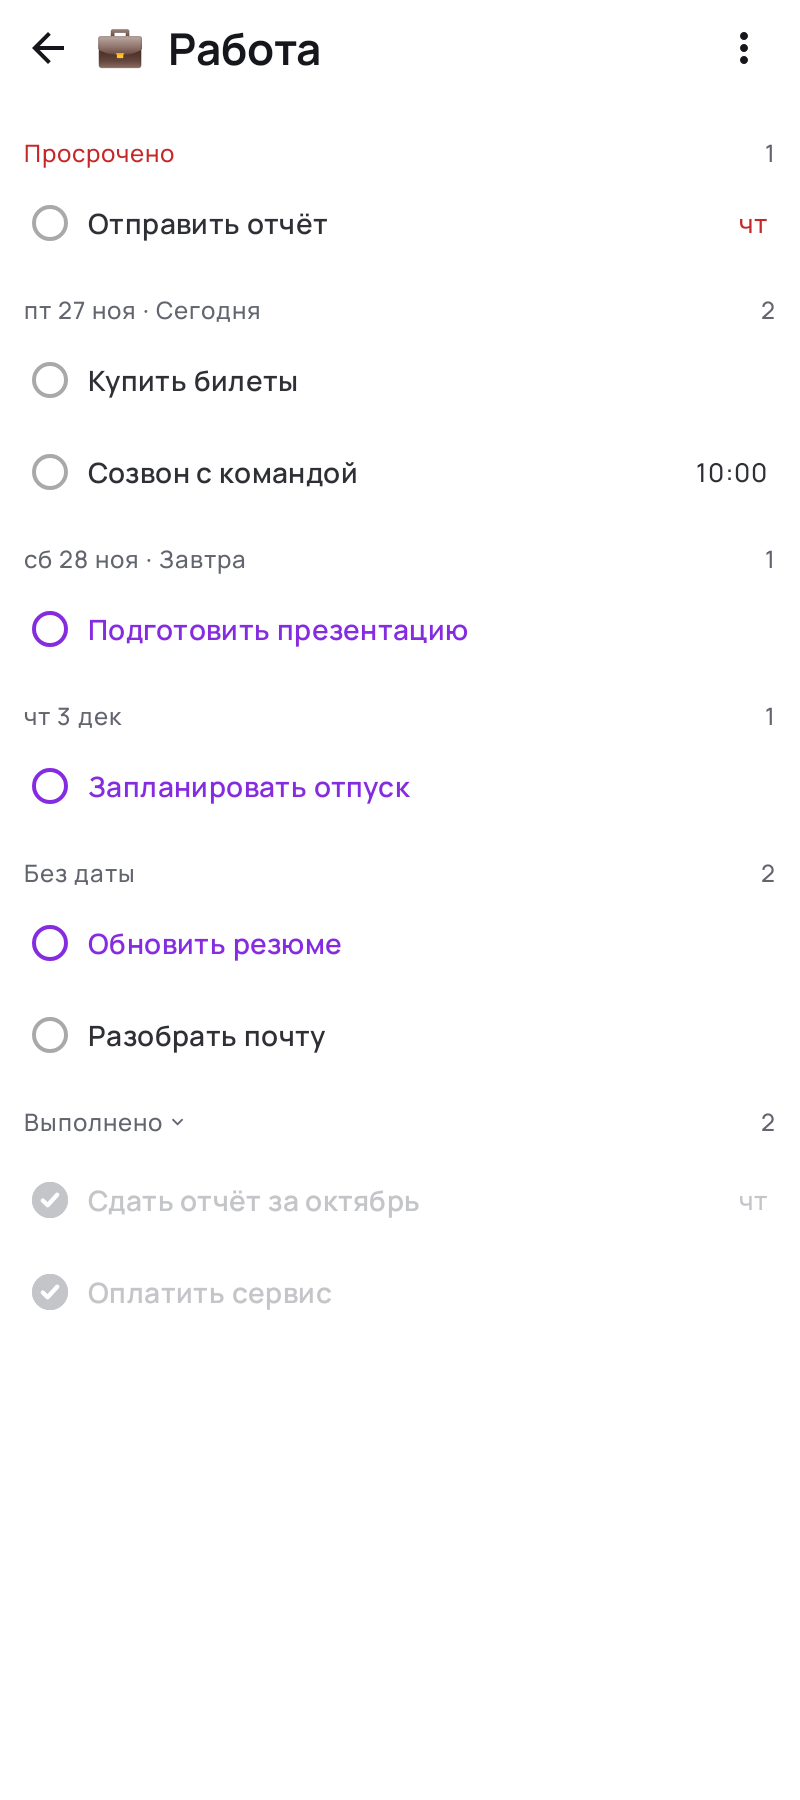 Работа
Просрочено 1
Отправить отчёт чт
пт 27 ноя · Сегодня 2
Купить билеты
Созвон с командой 10:00
сб 28 ноя · Завтра 1
Подготовить презентацию
чт 3 дек 1
Запланировать отпуск
Без даты 2
Обновить резюме
Разобрать почту
Выполнено 2
Сдать отчёт за октябрь чт
Оплатить сервис